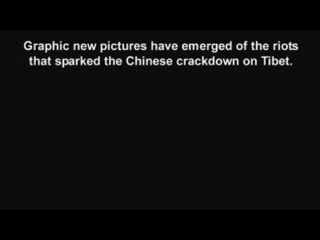 Graphic new pictures have emerged of the riots
that sparked the Chinese crackdown on Tibet.